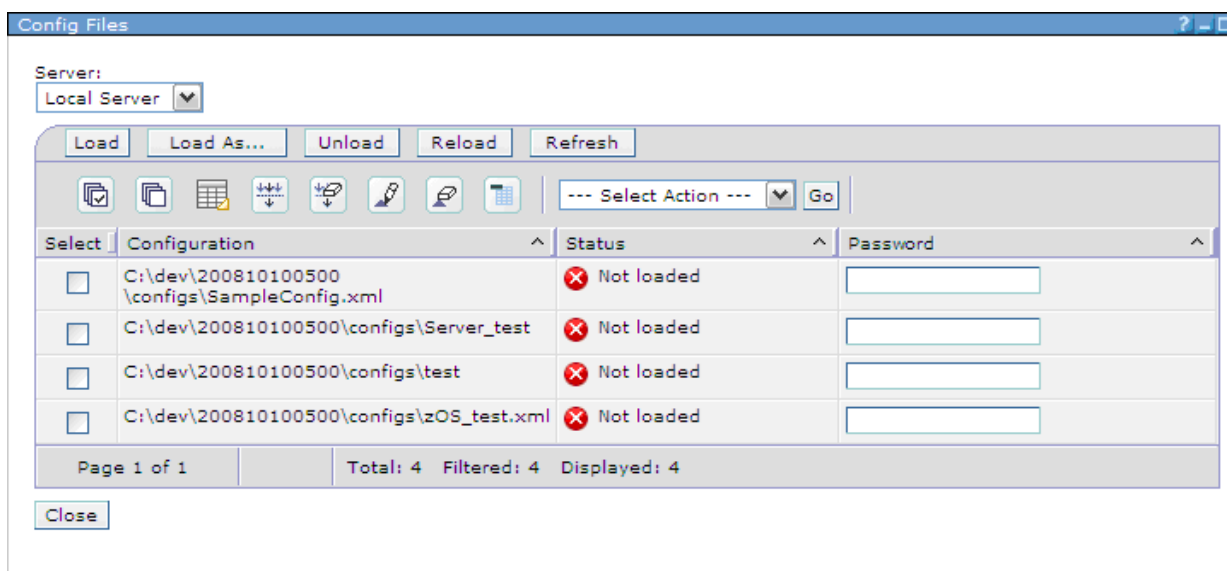 Config Files
Server:
Local Server
Load Load As... Unload Reload Refresh
--- Select Action --- Go
Select Configuration Status Password
C:\dev\200810100500
\configs\SampleConfig.xml Not loaded
C:\dev\200810100500\configs\Server_test Not loaded
C:\dev\200810100500\configs\test Not loaded
C:\dev\200810100500\configs\zOS_test.xml Not loaded
Page 1 of 1 Total: 4 Filtered: 4 Displayed: 4
Close